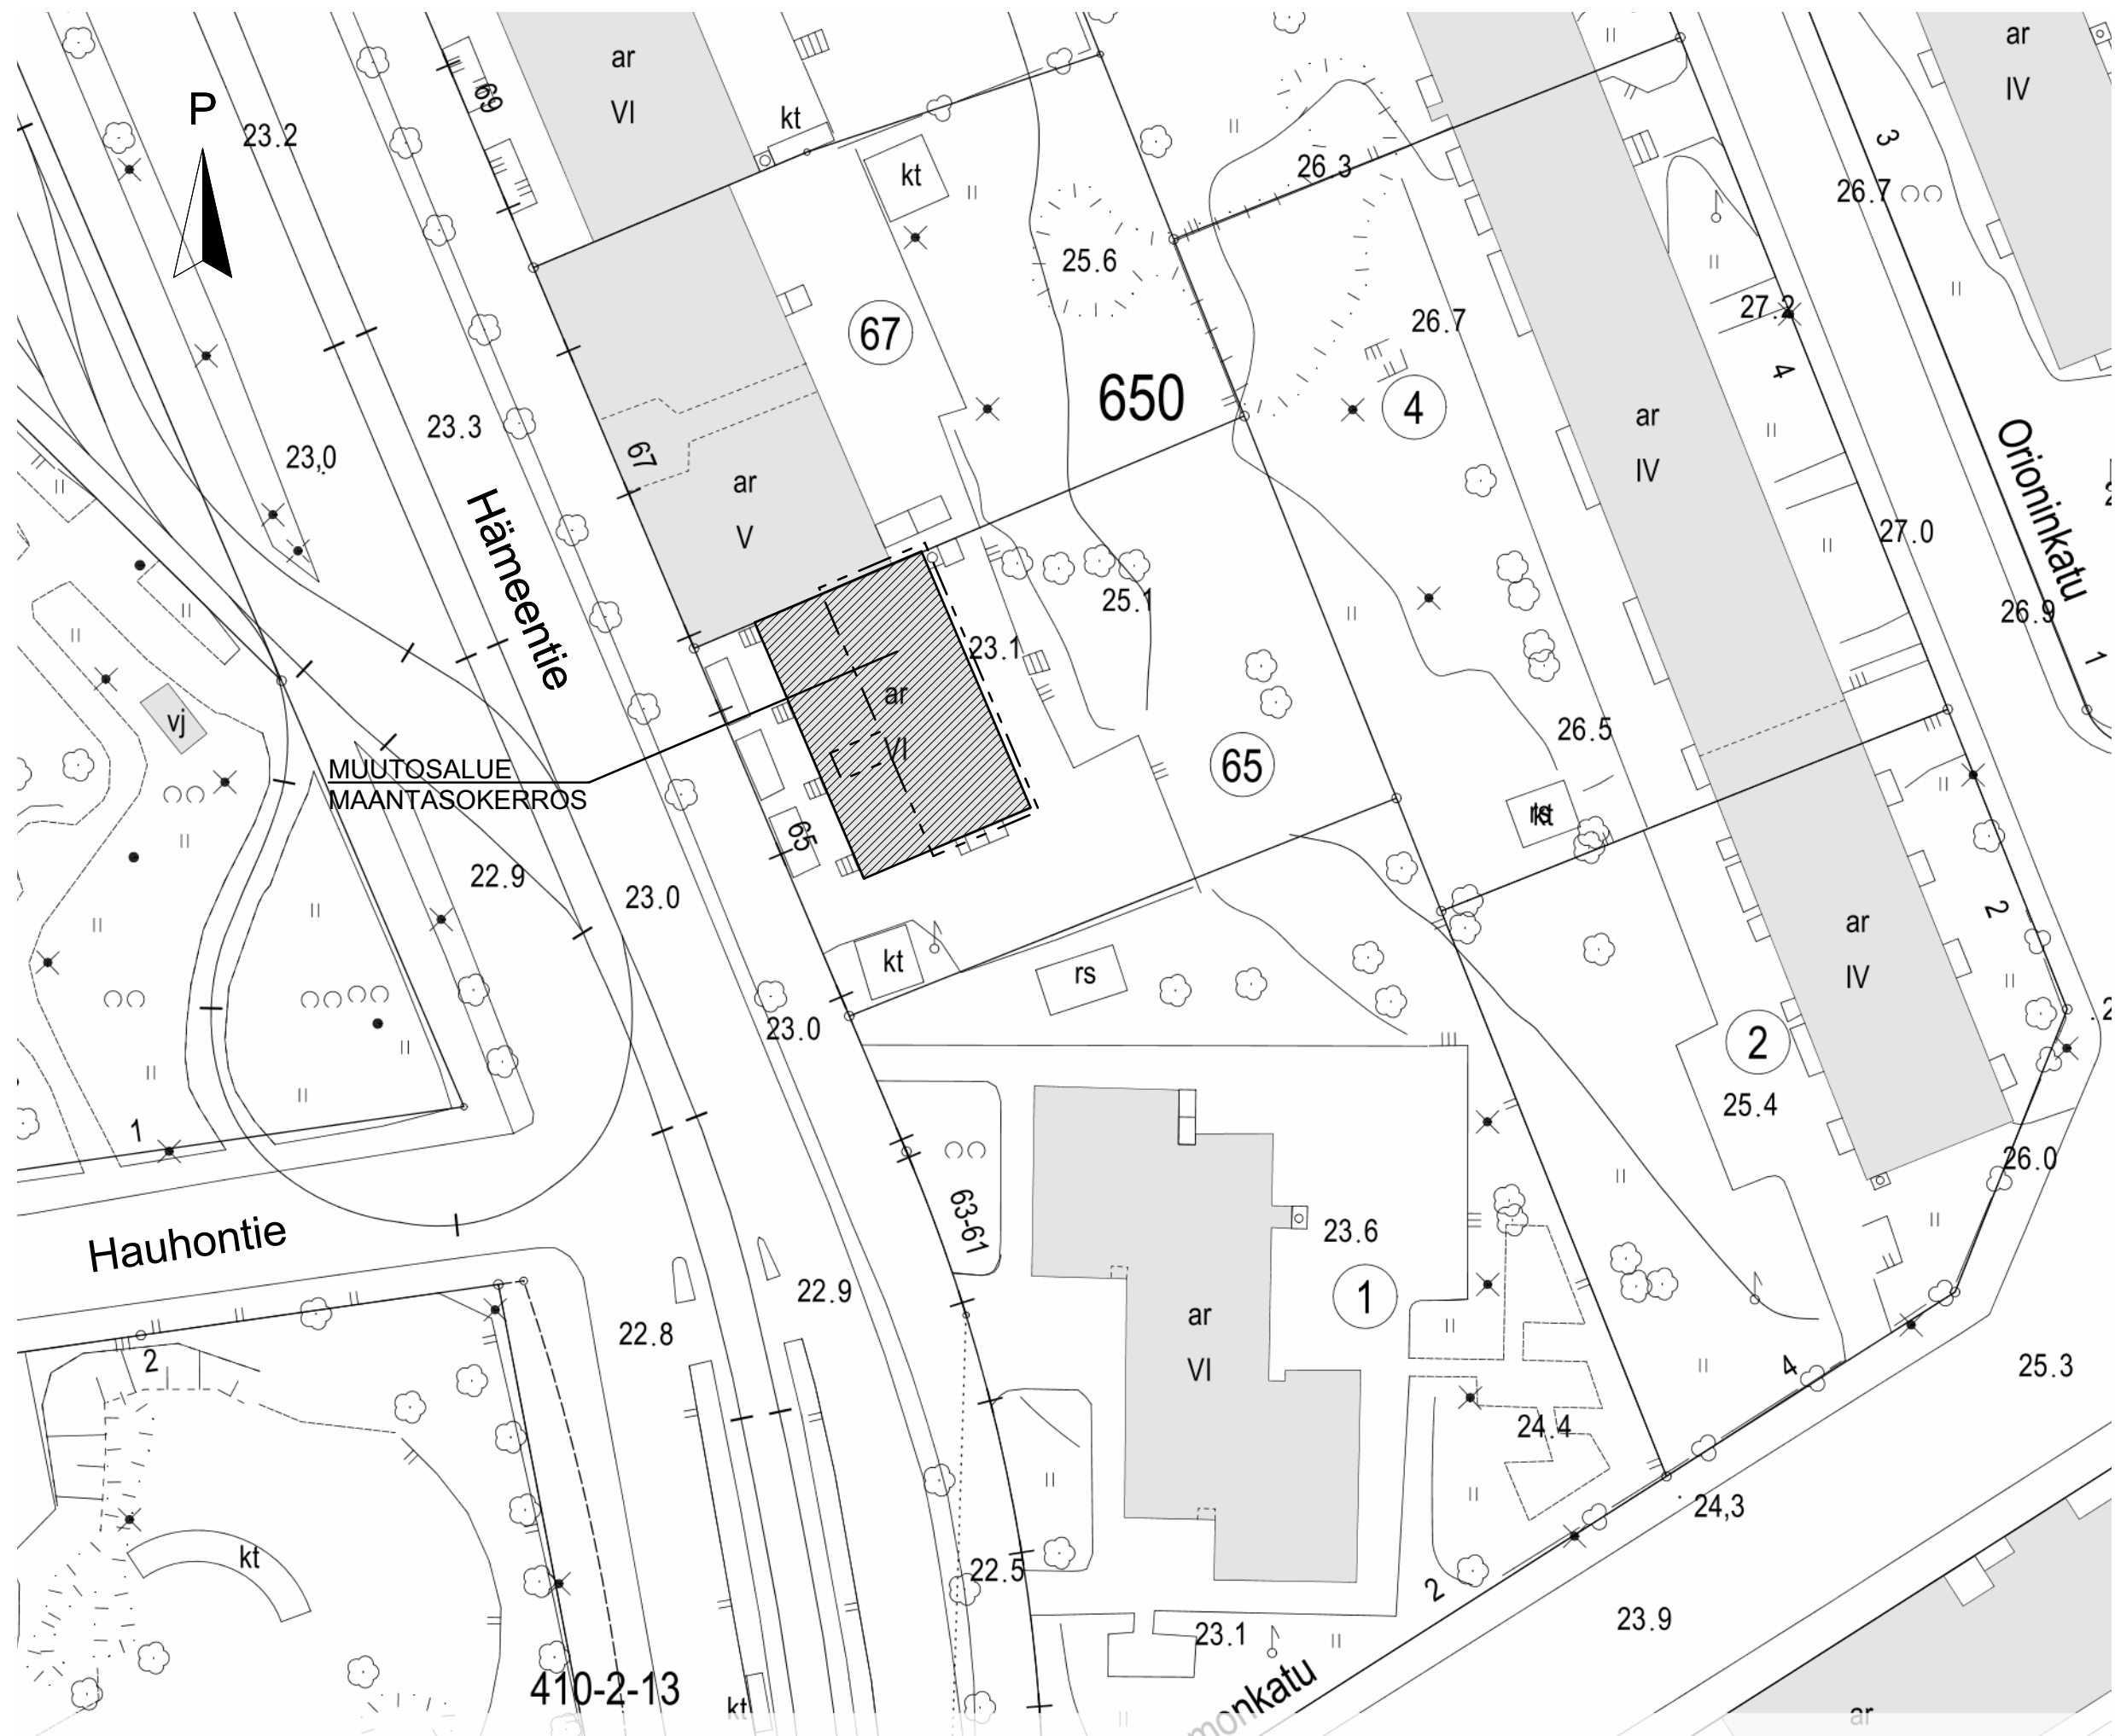 ar
VI
ar
IV
P
23.2
69
kt
kt
26.3
3
26.7
25.6
67
26.7
27.2
4
650
4
23.3
23,0
67
ar
V
ar
IV
Orioninkatu
27.0
Hämeentie
25.1
26.9
23.1
ar
VI
1
vj
26.5
65
MUUTOSALUE
MAANTASOKERROS
65
22.9
23.0
2
ar
IV
kt
rs
23.0
2
25.4
1
26.0
Hauhontie
63-61
23.6
22.9
1
ar
VI
22.8
2
4
25.3
24.4
24,3
kt
22.5
2
23.1
23.9
410-2-13
kt
monkatu
ar